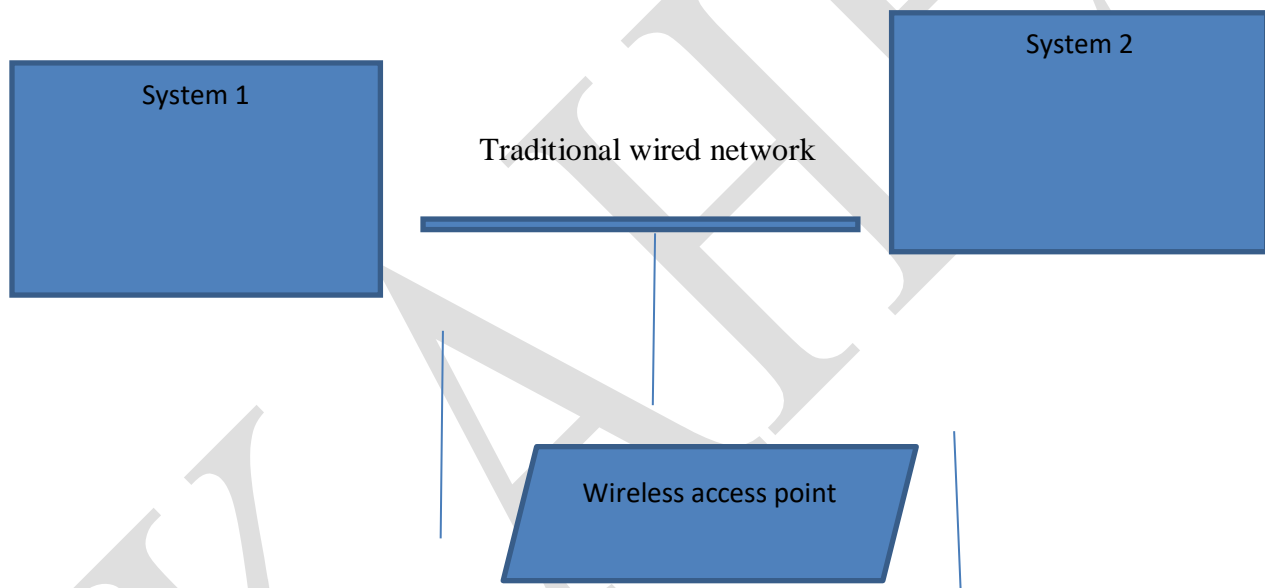 System 1
System 2
Traditional wired network
Wireless access point